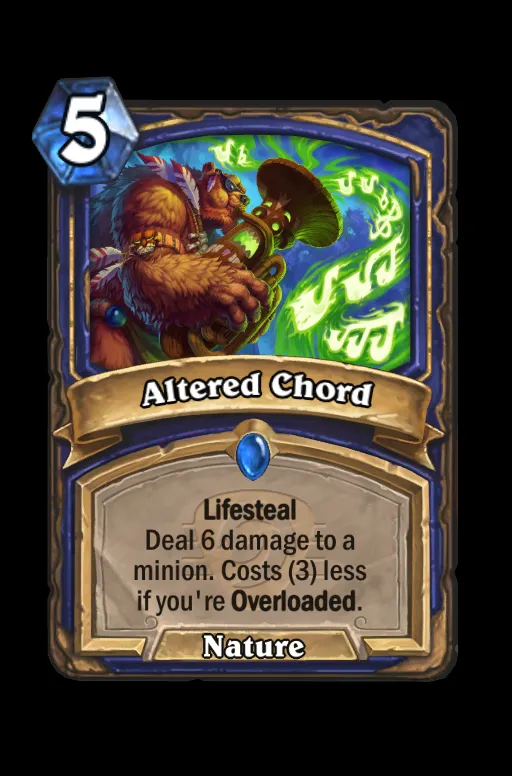 5
Altered Chord
Lifesteal
Deal 6 damage to a
minion. Costs (3) less
if you're Overloaded.
Nature